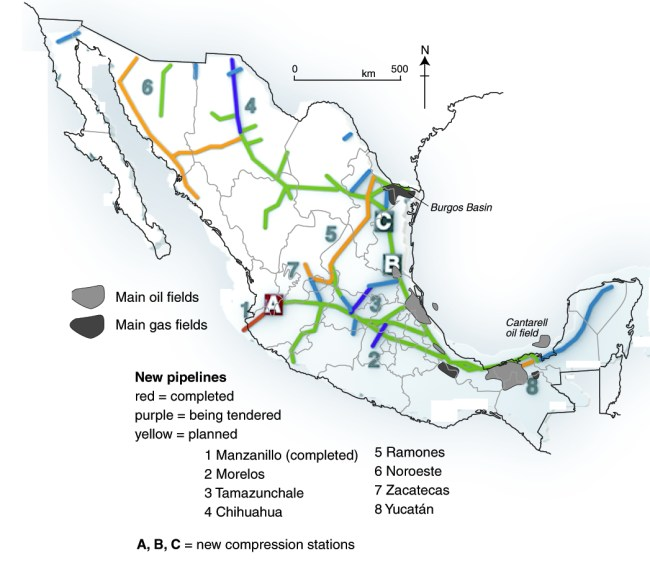 N
0 500
km
6
4
Burgos Basin
C
5
B
7
1 A
3
2
Cantarell
oil field
8
Main oil fields
Main gas fields
New pipelines
red = completed
purple = being tendered
yellow = planned
1 Manzanillo (completed)
2 Morelos
3 Tamazunchale
4 Chihuahua
5 Ramones
6 Noroeste
7 Zacatecas
8 Yucatán
A, B, C = new compression stations